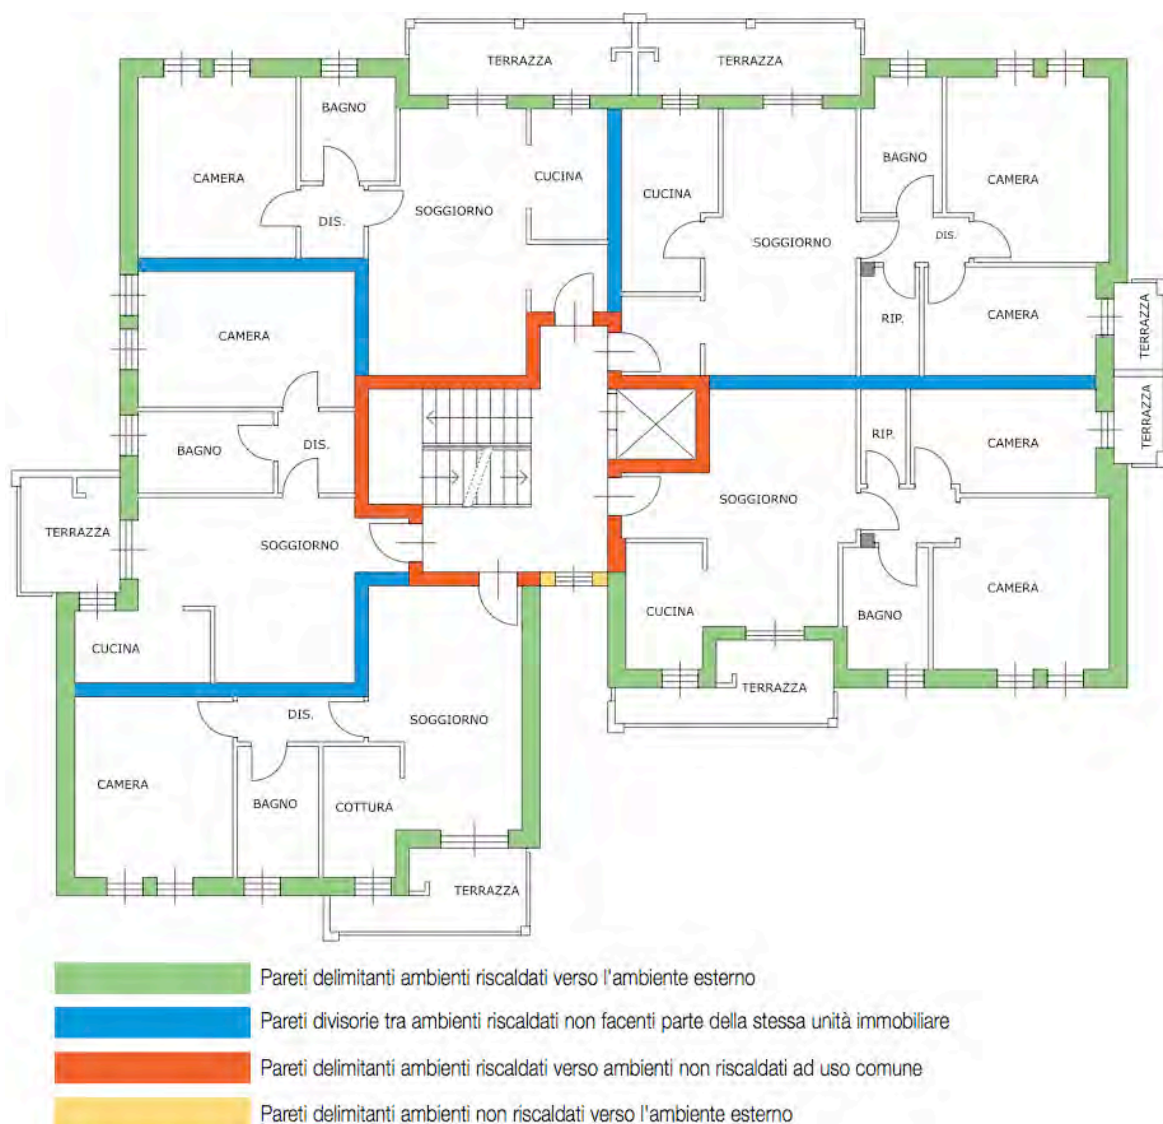 TERRAZZA
TERRAZZA
BAGNO
BAGNO
CAMERA
CUCINA
CUCINA
CAMERA
SOGGIORNO
DIS.
SOGGIORNO
DIS.
CAMERA
RIP.
CAMERA
TERRAZZA
TERRAZZA
BAGNO
DIS.
RIP.
CAMERA
SOGGIORNO
TERRAZZA
SOGGIORNO
CAMERA
CUCINA
BAGNO
CUCINA
TERRAZZA
DIS.
SOGGIORNO
CAMERA
BAGNO
COTTURA
TERRAZZA
Pareti delimitanti ambienti riscaldati verso l'ambiente esterno
Pareti divisorie tra ambienti riscaldati non facenti parte della stessa unità immobiliare
Pareti delimitanti ambienti riscaldati verso ambienti non riscaldati ad uso comune
Pareti delimitanti ambienti non riscaldati verso l'ambiente esterno